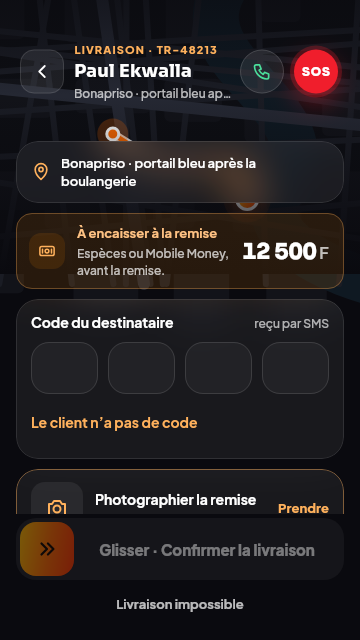 LIVRAISON · TR-48213
Paul Ekwalla
Bonapriso · portail bleu ap...
SOS
Bonapriso · portail bleu après la
boulangerie
À encaisser à la remise
Espèces ou Mobile Money,
avant la remise.
12 500 F
Code du destinataire
reçu par SMS
Le client n'a pas de code
Photographier la remise
Prendre
Glisser · Confirmer la livraison
Livraison impossible